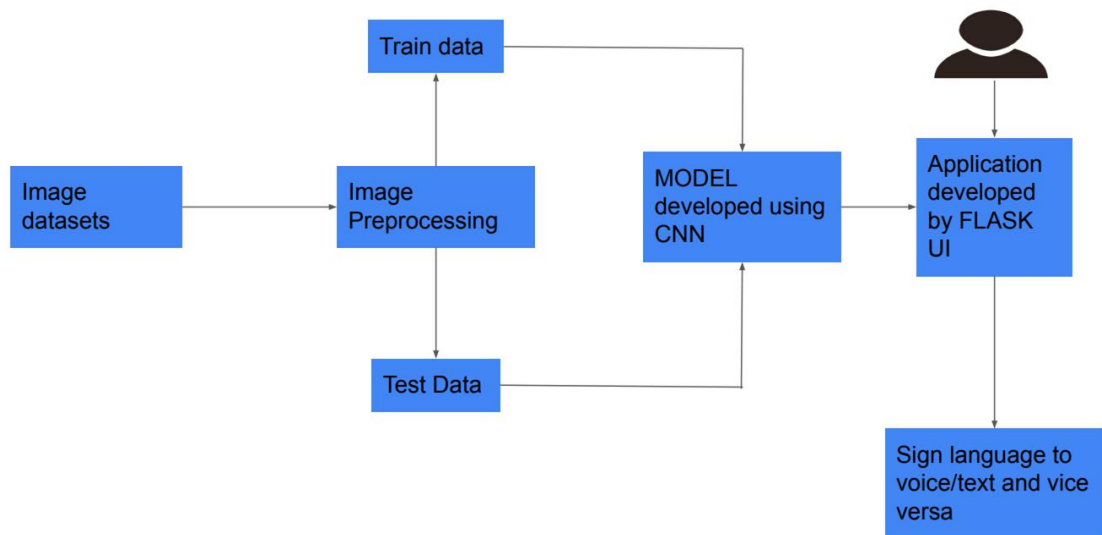 Train data
Image
datasets
Image
Preprocessing
MODEL
developed using
CNN
Application
developed
by FLASK
UI
Test Data
Sign language to
voice/text and vice
versa